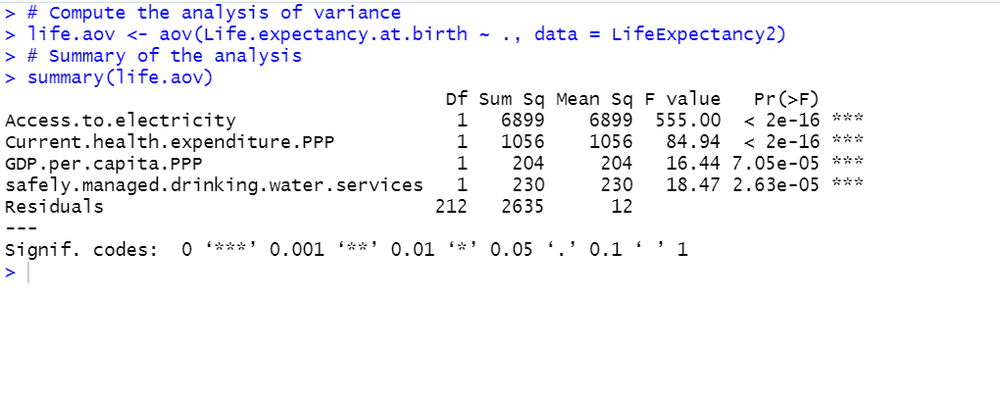 > # Compute the analysis of variance
> life.aov <- aov(Life.expectancy.at.birth ~ ., data = LifeExpectancy2)
> # Summary of the analysis
> summary(life.aov)
                                        Df Sum Sq Mean Sq F value   Pr(>F)
Access.to.electricity                    1   6899    6899  555.00  < 2e-16 ***
Current.health.expenditure.PPP           1   1056    1056   84.94  < 2e-16 ***
GDP.per.capita.PPP                       1    204     204   16.44 7.05e-05 ***
safely.managed.drinking.water.services   1    230     230   18.47 2.63e-05 ***
Residuals                              212   2635      12
---
Signif. codes:  0 ‘***’ 0.001 ‘**’ 0.01 ‘*’ 0.05 ‘.’ 0.1 ‘ ’ 1
>